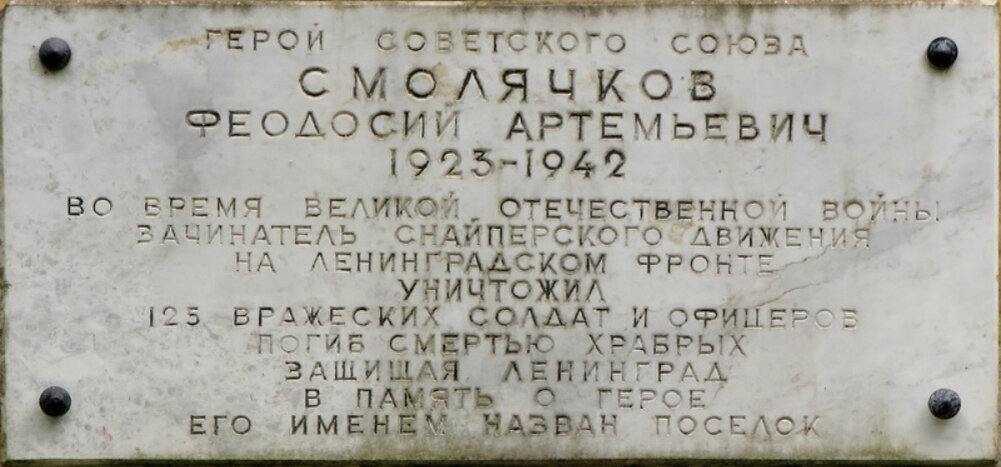 ГЕРОЙ СОВЕТСКОГО СОЮЗА
СМОЛЯЧКОВ
ФЕОДОСИЙ АРТЕМЬЕВИЧ
1923-1942
ВО ВРЕМЯ ВЕЛИКОЙ ОТЕЧЕСТВЕННОЙ ВОЙНЫ
ЗАЧИНАТЕЛЬ СНАЙПЕРСКОГО ДВИЖЕНИЯ
НА ЛЕНИНГРАДСКОМ ФРОНТЕ
УНИЧТОЖИЛ
125 ВРАЖЕСКИХ СОЛДАТ И ОФИЦЕРОВ
ПОГИБ СМЕРТЬЮ ХРАБРЫХ
ЗАЩИЩАЯ ЛЕНИНГРАД
В ПАМЯТЬ О ГЕРОЕ
ЕГО ИМЕНЕМ НАЗВАН ПОСЕЛОК